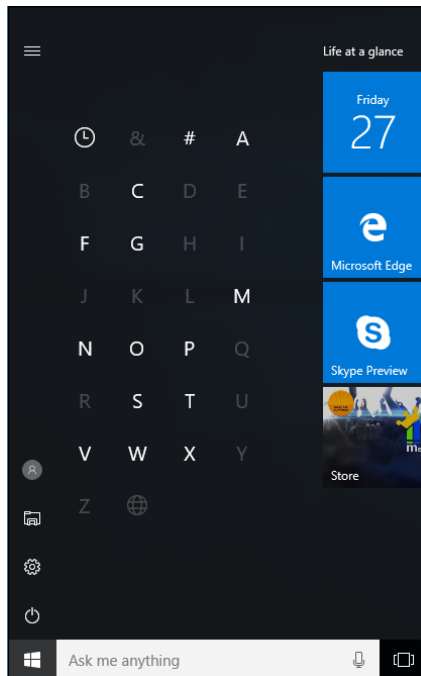 Life at a glance
Friday
27
& # A
B C D E
F G H I
J K L M
N O P Q
R S T U
V W X Y
Z
Microsoft Edge
Skype Preview
Store
Ask me anything